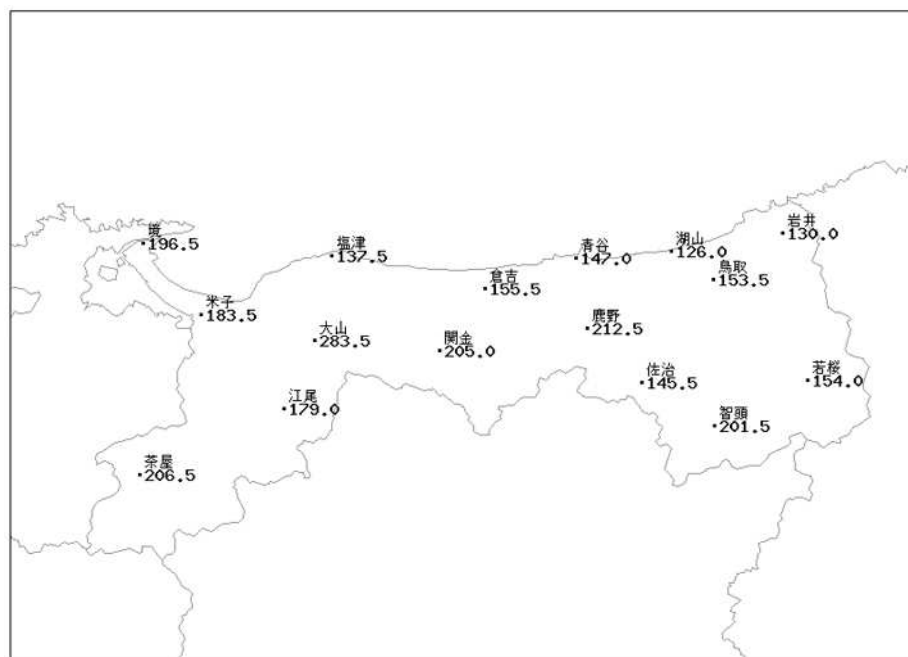 境
196.5
塩津
137.5
青谷
147.0
湖山
126.0
岩井
130.0
鳥取
153.5
倉吉
155.5
米子
183.5
大山
283.5
関金
205.0
鹿野
212.5
佐治
145.5
若桜
154.0
江尾
179.0
智頭
201.5
茶屋
206.5